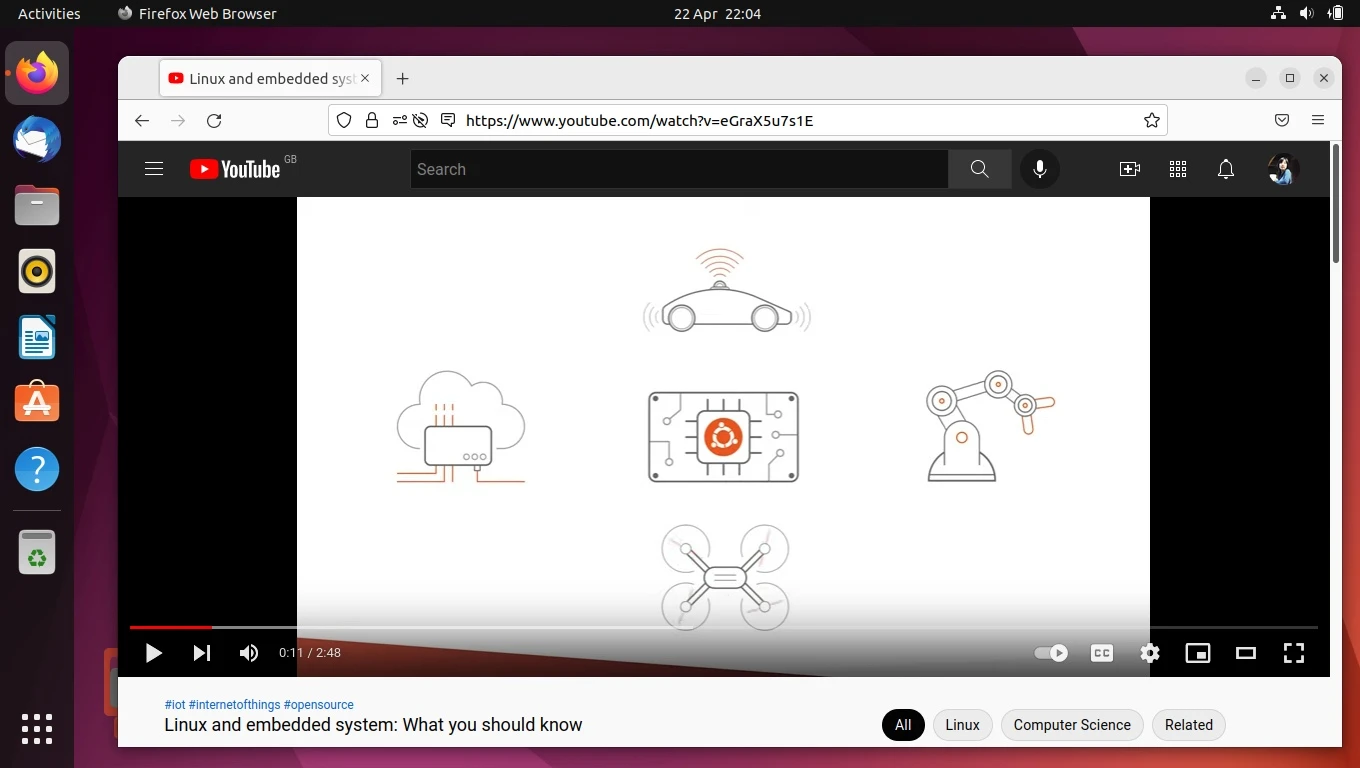 Activities
Firefox Web Browser
22 Apr 22:04
Linux and embedded syst
https://www.youtube.com/watch?v=eGraX5u7s1E
YouTube GB
Search
0:11 / 2:48
CC
#iot #internetofthings #opensource
Linux and embedded system: What you should know
All
Linux
Computer Science
Related